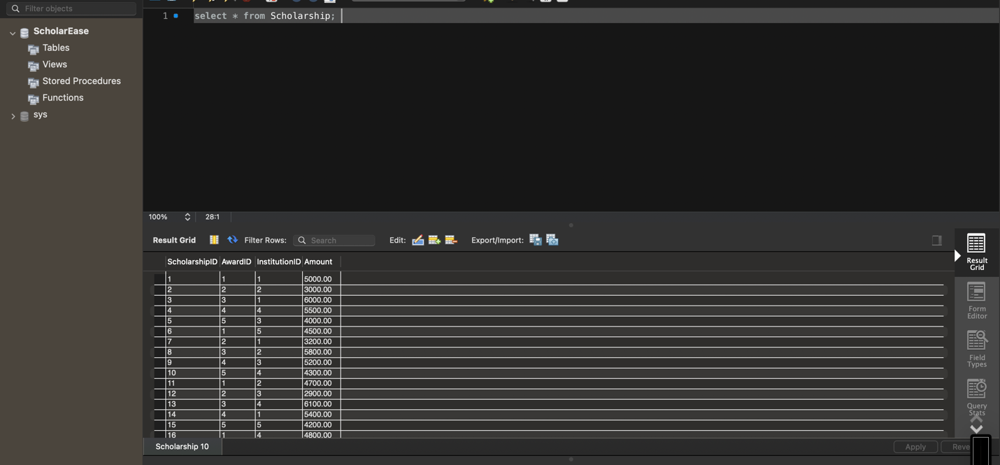 Filter objects
ScholarEase
Tables
Views
Stored Procedures
Functions
sys
1 select * from Scholarship;
100% 28:1
Result Grid Filter Rows: Search Edit: Export/Import:
ScholarshipID AwardID InstitutionID Amount
1 1 1 5000.00
2 2 2 3000.00
3 3 1 6000.00
4 4 4 5500.00
5 5 3 4000.00
6 1 5 4500.00
7 2 1 3200.00
8 3 2 5800.00
9 4 3 5200.00
10 5 4 4300.00
11 1 2 4700.00
12 2 3 2900.00
13 3 4 6100.00
14 4 1 5400.00
15 5 5 4200.00
16 1 4 4800.00
Result
Grid
Form
Editor
Field
Types
Query
Stats
Scholarship 10
Apply Reve